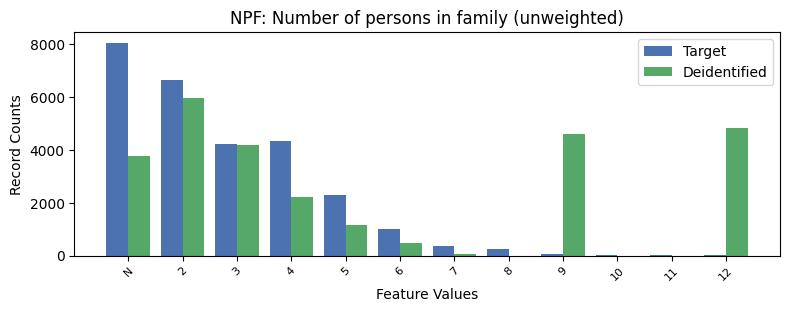 NPF: Number of persons in family (unweighted)
Target
Deidentified
8000
6000
4000
2000
0
Record Counts
N 2 3 4 5 6 7 8 9 10 11 12
Feature Values